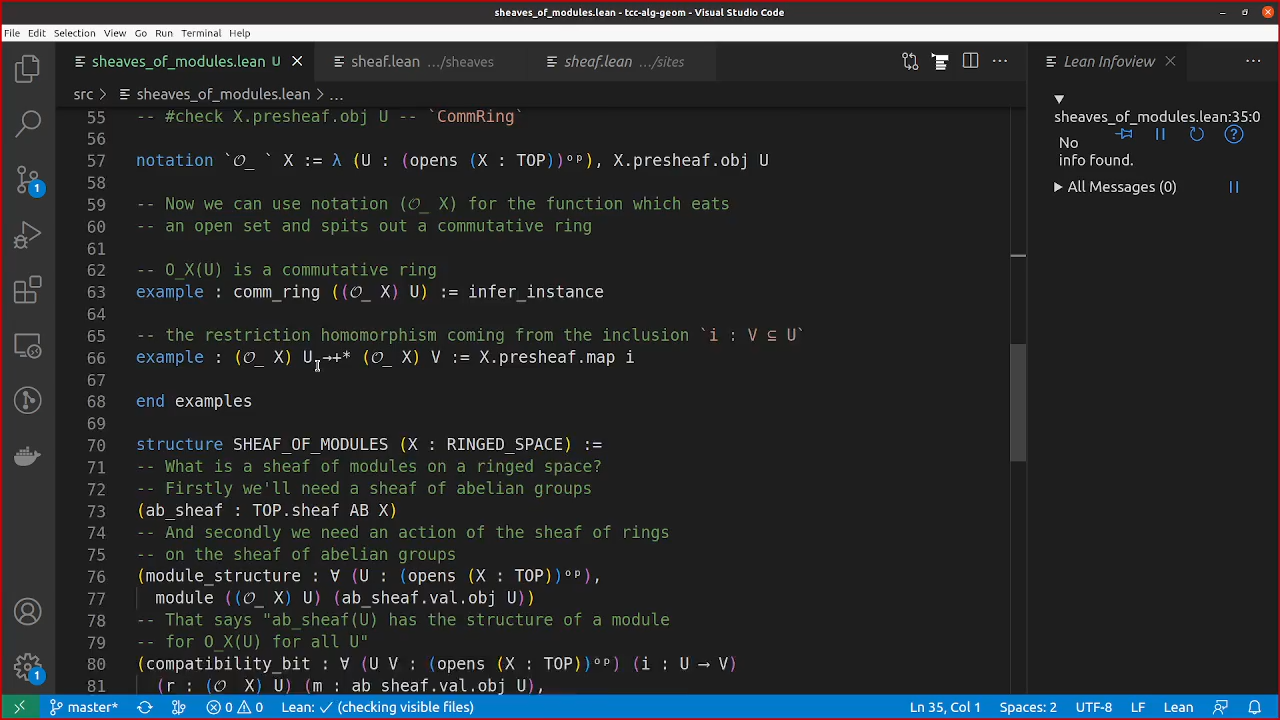 sheaves_of_modules.lean - tcc-alg-geom - Visual Studio Code
File Edit Selection View Go Run Terminal Help
sheaves_of_modules.lean U
sheaf.lean .../sheaves
sheaf.lean .../sites
Lean Infoview
src > sheaves_of_modules.lean > ...
55 -- #check X.presheaf.obj U -- `CommRing`
56
57 notation `𝒪_ ` X := λ (U : (opens (X : TOP))ᵒᵖ), X.presheaf.obj U
58
59 -- Now we can use notation (𝒪_ X) for the function which eats
60 -- an open set and spits out a commutative ring
61
62 -- O_X(U) is a commutative ring
63 example : comm_ring ((𝒪_ X) U) := infer_instance
64
65 -- the restriction homomorphism coming from the inclusion `i : V ⊆ U`
66 example : (𝒪_ X) U →+* (𝒪_ X) V := X.presheaf.map i
67
68 end examples
69
70 structure SHEAF_OF_MODULES (X : RINGED_SPACE) :=
71 -- What is a sheaf of modules on a ringed space?
72 -- Firstly we'll need a sheaf of abelian groups
73 (ab_sheaf : TOP.sheaf AB X)
74 -- And secondly we need an action of the sheaf of rings
75 -- on the sheaf of abelian groups
76 (module_structure : ∀ (U : (opens (X : TOP))ᵒᵖ),
77 module ((𝒪_ X) U) (ab_sheaf.val.obj U))
78 -- That says "ab_sheaf(U) has the structure of a module
79 -- for O_X(U) for all U"
80 (compatibility_bit : ∀ (U V : (opens (X : TOP))ᵒᵖ) (i : U → V)
81 (r : (𝒪_ X) U) (m : ab_sheaf.val.obj U),
sheaves_of_modules.lean:35:0
No
info found.
All Messages (0)
1
1
master* 0 0 Lean: ✓ (checking visible files)
Ln 35, Col 1 Spaces: 2 UTF-8 LF Lean